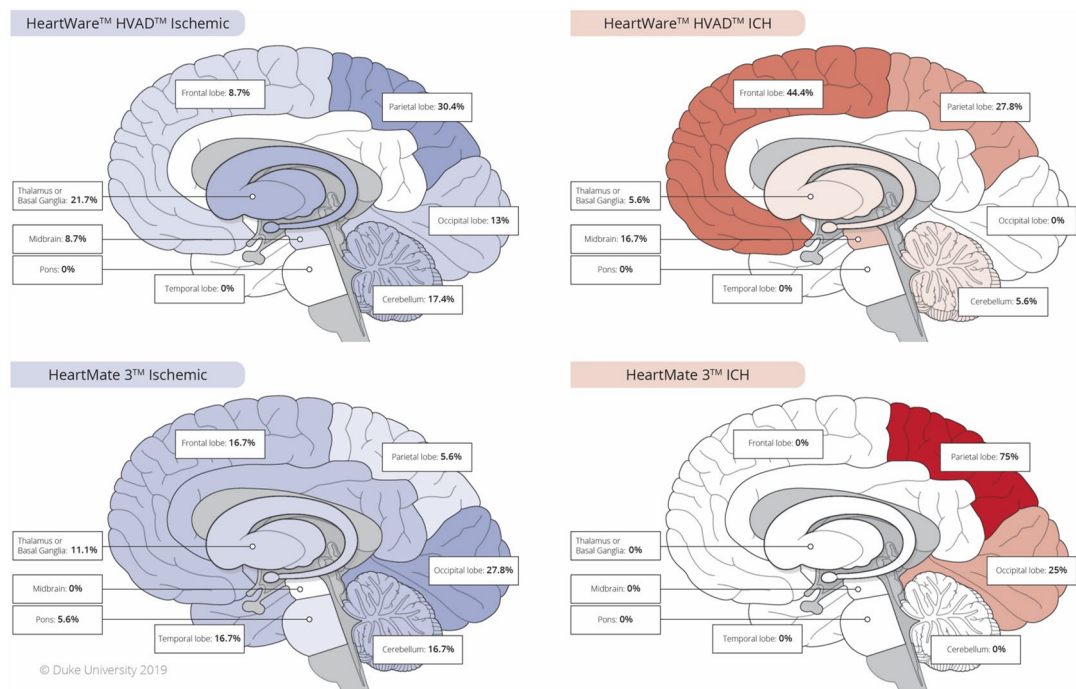 HeartWare™ HVAD™ Ischemic
Frontal lobe: 8.7%
Parietal lobe: 30.4%
Thalamus or
Basal Ganglia: 21.7%
Occipital lobe: 13%
Midbrain: 8.7%
Pons: 0%
Temporal lobe: 0%
Cerebellum: 17.4%
HeartWare™ HVAD™ ICH
Frontal lobe: 44.4%
Parietal lobe: 27.8%
Thalamus or
Basal Ganglia: 5.6%
Occipital lobe: 0%
Midbrain: 16.7%
Pons: 0%
Temporal lobe: 0%
Cerebellum: 5.6%
HeartMate 3™ Ischemic
Frontal lobe: 16.7%
Parietal lobe: 5.6%
Thalamus or
Basal Ganglia: 11.1%
Occipital lobe: 27.8%
Midbrain: 0%
Pons: 5.6%
Temporal lobe: 16.7%
Cerebellum: 16.7%
© Duke University 2019
HeartMate 3™ ICH
Frontal lobe: 0%
Parietal lobe: 75%
Thalamus or
Basal Ganglia: 0%
Occipital lobe: 25%
Midbrain: 0%
Pons: 0%
Temporal lobe: 0%
Cerebellum: 0%